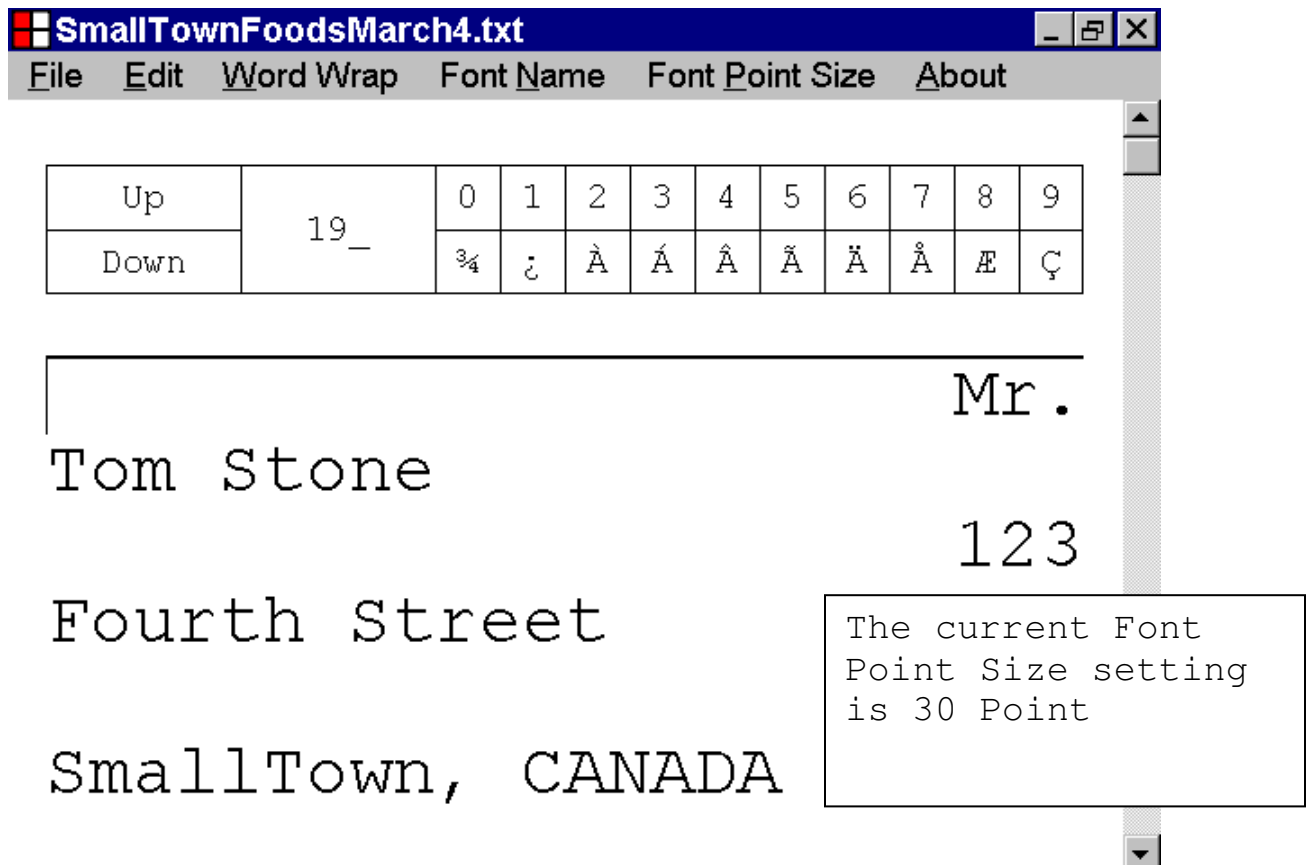 SmallTownFoodsMarch4.txt
File Edit Word Wrap Font Name Font Point Size About
Up 19_ 0 1 2 3 4 5 6 7 8 9
Down ¾ ¿ À Á Â Ã Ä Å Æ Ç
Mr.
Tom Stone
123
Fourth Street
SmallTown, CANADA
The current Font
Point Size setting
is 30 Point